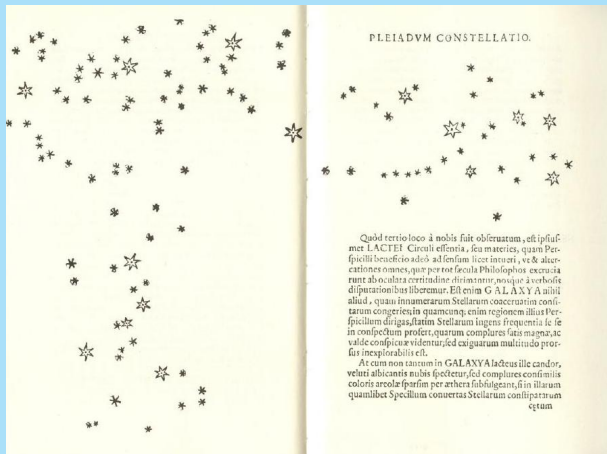 PLEIADVM CONSTELLATIO.
Quòd tertio loco à nobis fuit obseruatum, est ipsius-
met LACTEI Circuli essentia, seu materies, quam Per-
spicilli beneficio adeò ad sensum licet intueri, vt & alter-
cationes omnes, quæ per tot sæcula Philosophos excrucia
runt ab oculata certitudine dirimantur, nosque à verbosis
disputationibus liberemur. Est enim GALAXYA nihil
aliud, quam innumerarum Stellarum coaceruatim consi-
tarum congeries; in quamcunq; enim regionem illius Per-
spicillum dirigas, statim Stellarum ingens frequentia se se
in conspectum profert, quarum complures satis magnæ, ac
valde conspicuæ videntur, sed exiguarum multitudo pror-
sus inexplorabilis est.
At cum non tantum in GALAXYA lacteus ille candor,
veluti albicantis nubis spectetur, sed complures consimilis
coloris areolæ sparsim per æthera subfulgeant, si in illarum
quamlibet Specillum conuertas Stellarum constipatarum
cętum